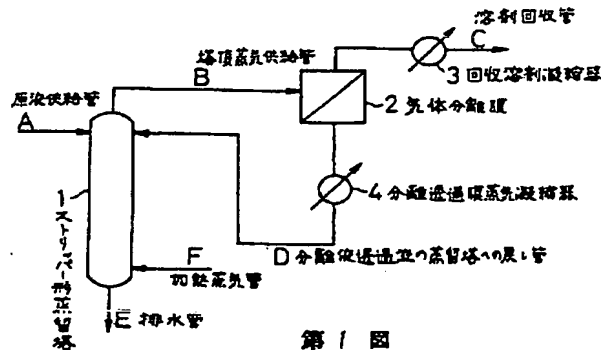 溶剤回収管
C
3 回収溶剤凝縮器
塔頂蒸気供給管
B
2 気体分離膜
原液供給管
A
4 分離透過膜蒸気凝縮器
1 ストリッパー形蒸留塔
F
加熱蒸気管
D 分離液透過並の蒸留塔への戻し管
E 排水管
第1図